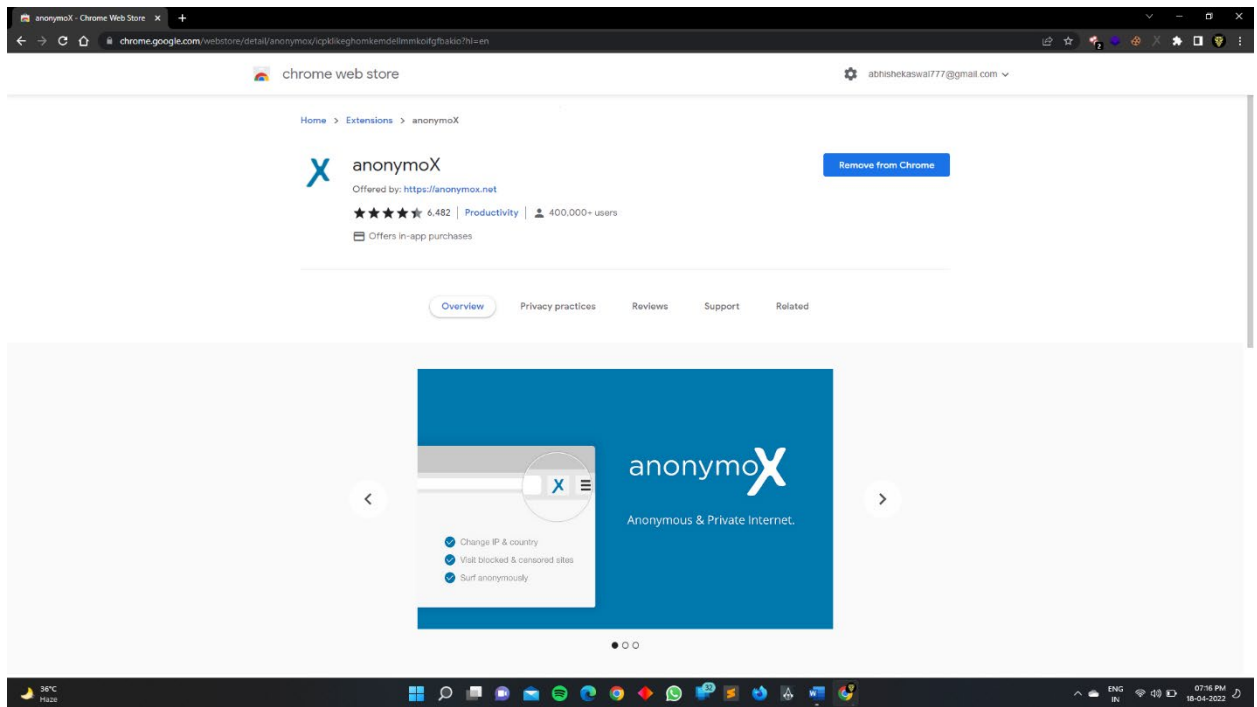 anonymoX - Chrome Web Store
chrome.google.com/webstore/detail/anonymox/icpklikeghomkemdellmmkoifgfbakio?hl=en
2
chrome web store
abhishekaswal777@gmail.com
Home > Extensions > anonymoX
X
anonymoX
Remove from Chrome
Offered by: https://anonymox.net
6,482 | Productivity | 400,000+ users
Offers in-app purchases
Overview Privacy practices Reviews Support Related
X
anonymoX
Anonymous & Private Internet.
Change IP & country
Visit blocked & censored sites
Surf anonymously
36°C
Haze
ENG
IN
07:16 PM
18-04-2022